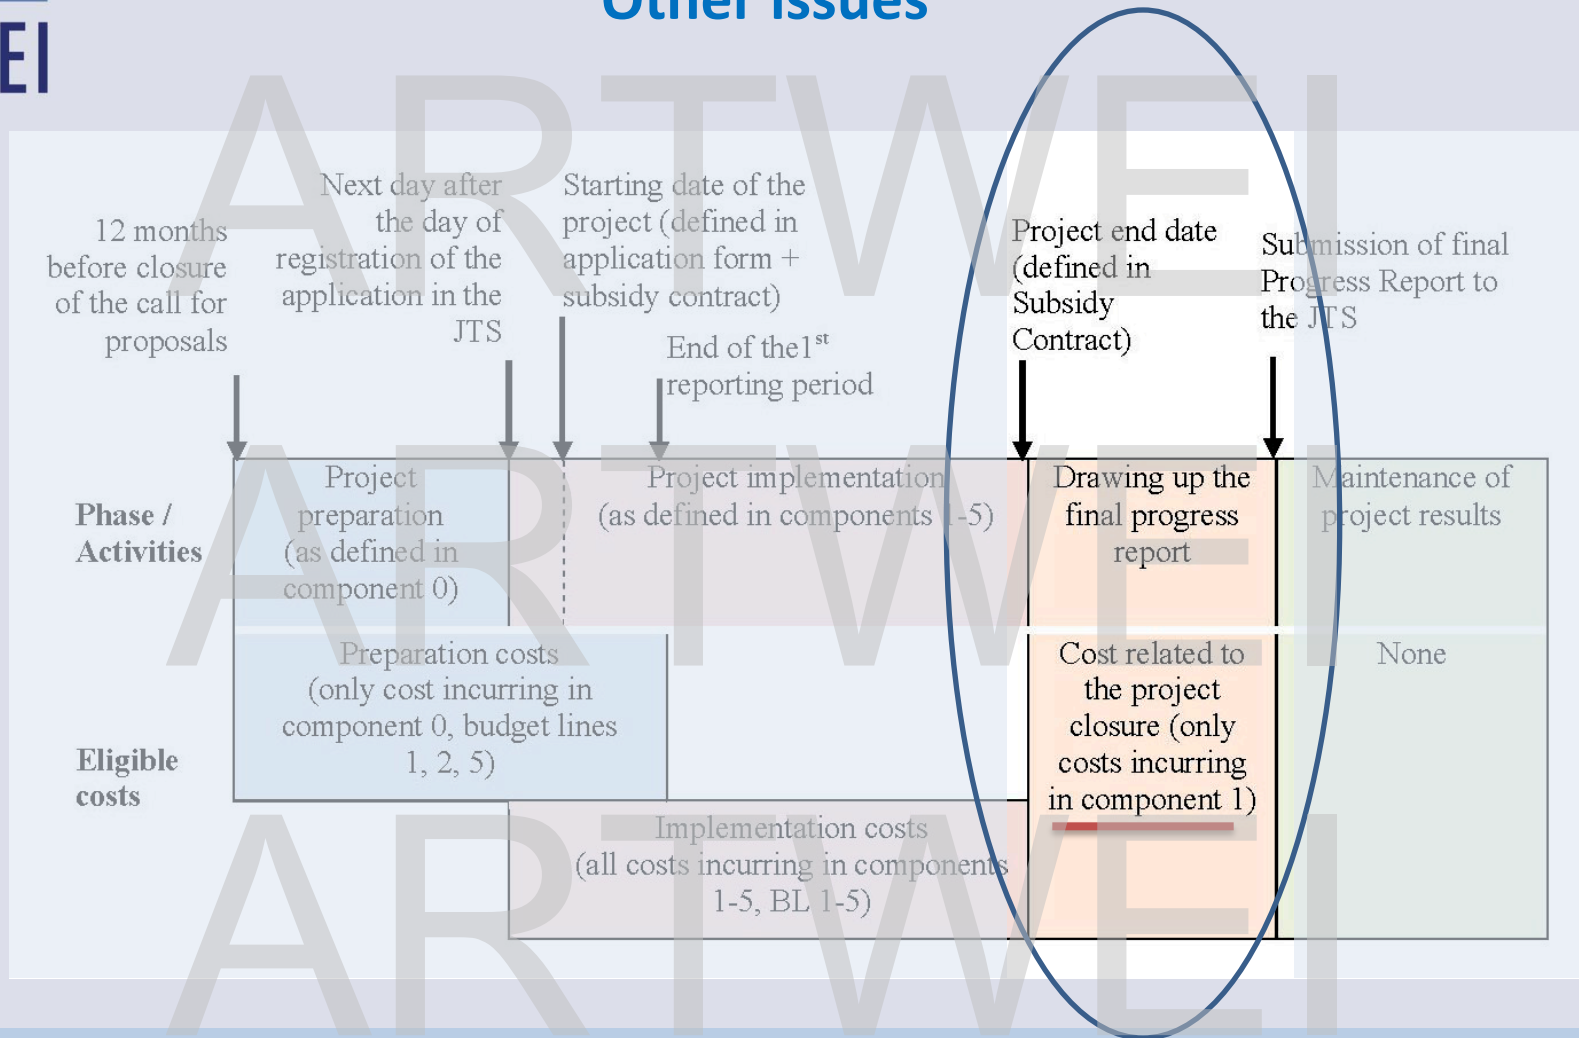 Other issues
EI
ARTWEI
12 months
before closure
of the call for
proposals
Next day after
the day of
registration of the
application in the
JTS
Starting date of the
project (defined in
application form +
subsidy contract)
End of the1st
reporting period
Project end date
(defined in
Subsidy
Contract)
Submission of final
Progress Report to
the JTS
ARTWEI
Phase /
Activities
Project
preparation
(as defined in
component 0)
Project implementation
(as defined in components 1-5)
Drawing up the
final progress
report
Maintenance of
project results
Eligible
costs
Preparation costs
(only cost incurring in
component 0, budget lines
1, 2, 5)
Implementation costs
(all costs incurring in components
1-5, BL 1-5)
Cost related to
the project
closure (only
costs incurring
in component 1)
None
ARTWEI